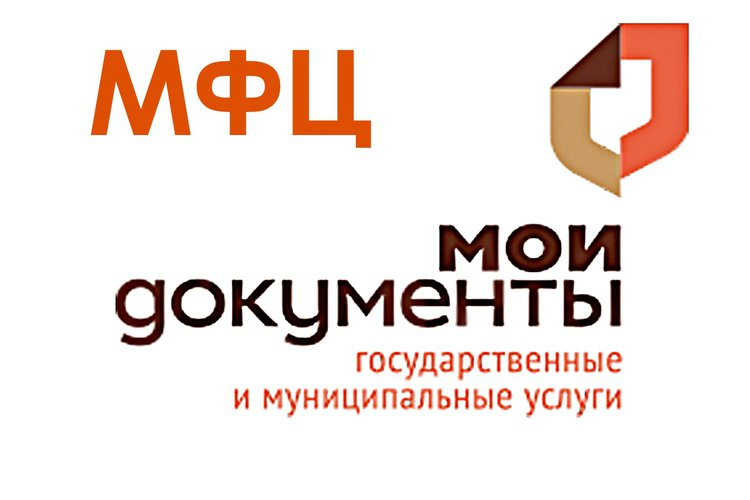 МФЦ
мои
документы
государственные
и муниципальные услуги